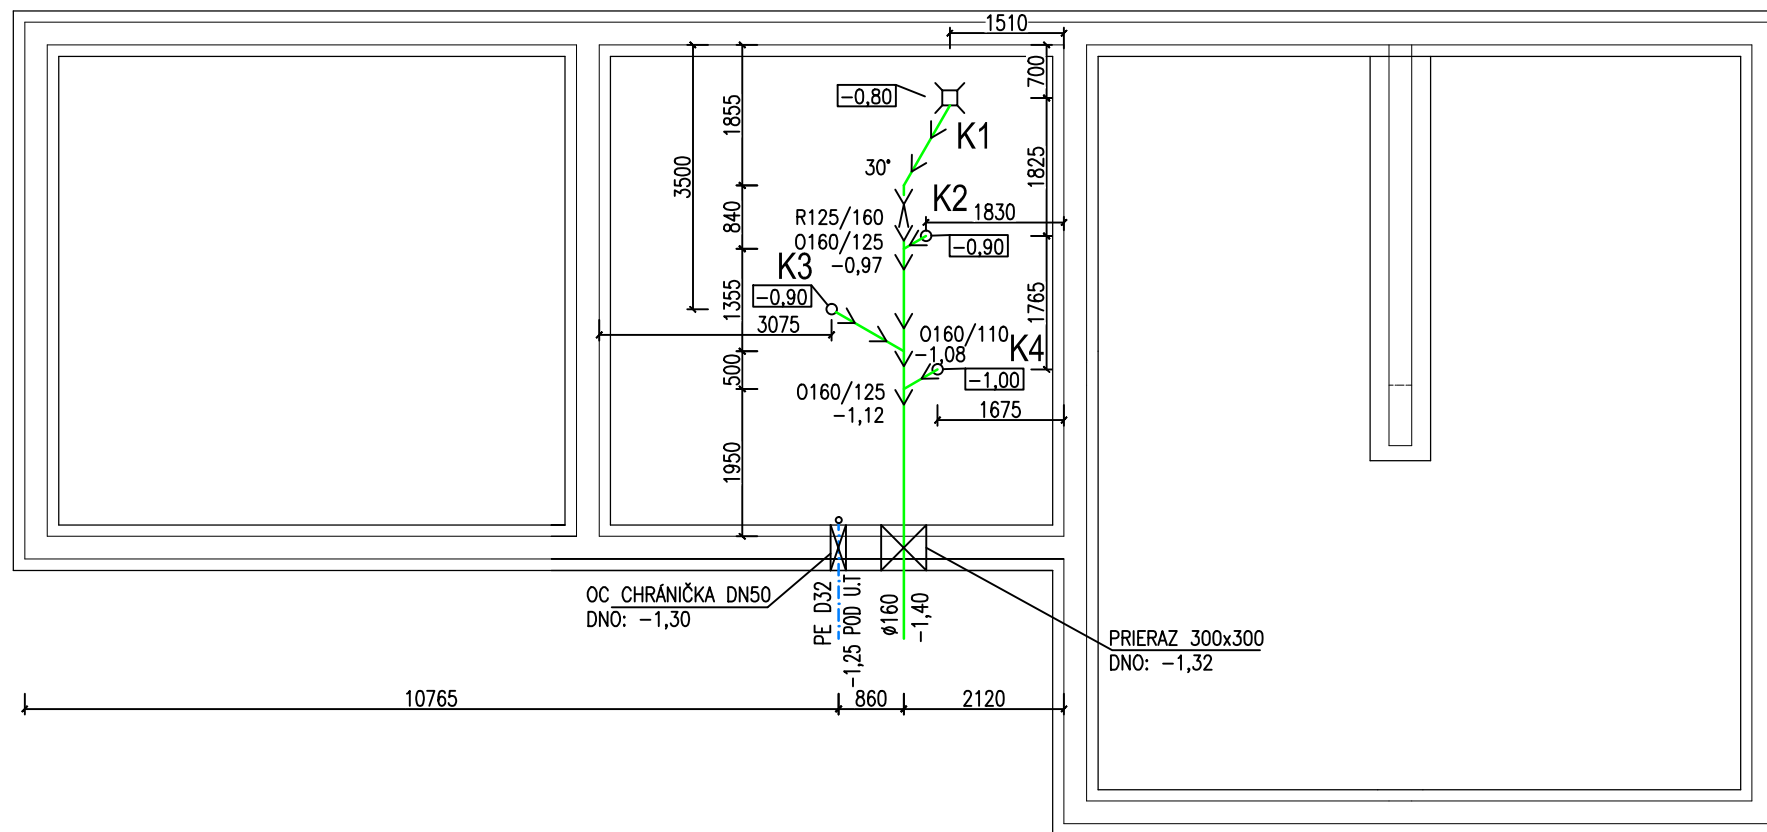 1510
700
-0,80
1855
K1
1825
3500
30°
K2
R125/160
1830
840
O160/125
-0,90
-0,97
K3
-0,90
1355
1765
3075
O160/110
-1,08
K4
500
-1,00
O160/125
-1,12
1675
1950
OC CHRÁNIČKA DN50
DNO: -1,30
PE D32
-1,25 POD U.T
ø160
-1,40
PRIERAZ 300x300
DNO: -1,32
10765
860
2120